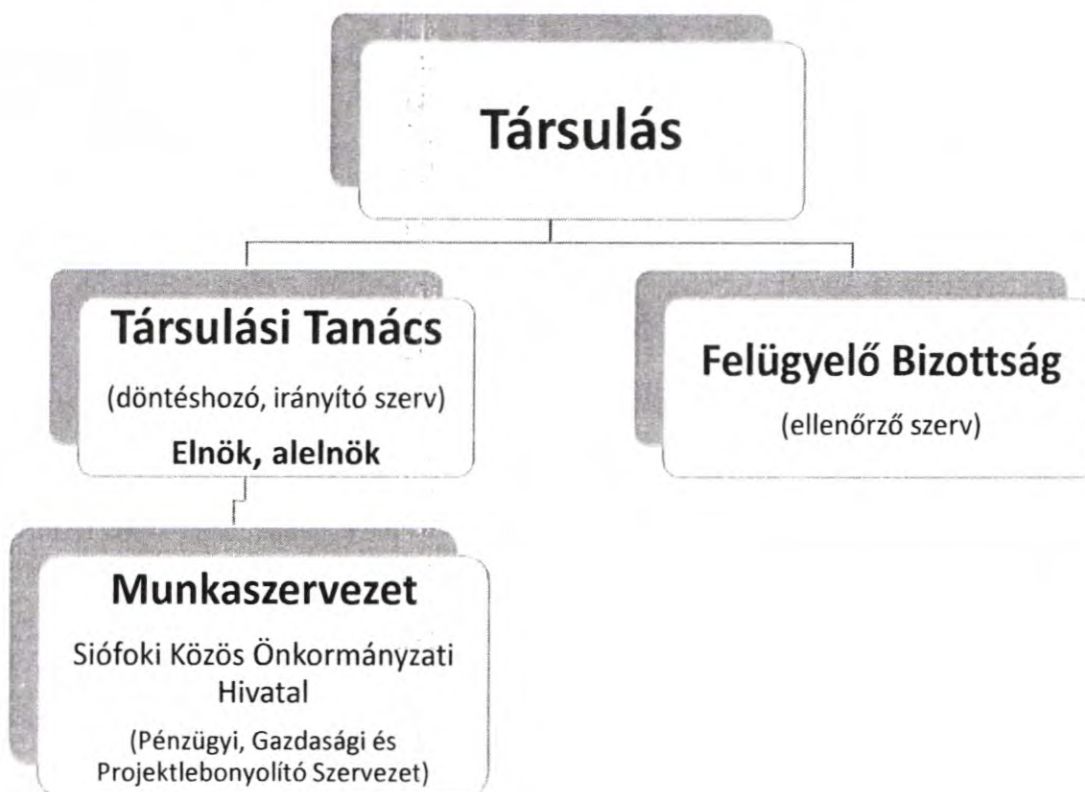 Társulás
Társulási Tanács
(döntéshozó, irányító szerv)
Elnök, alelnök
Felügyelő Bizottság
(ellenőrző szerv)
Munkaszervezet
Siófoki Közös Önkormányzati
Hivatal
(Pénzügyi, Gazdasági és
Projektlebonyolító Szervezet)